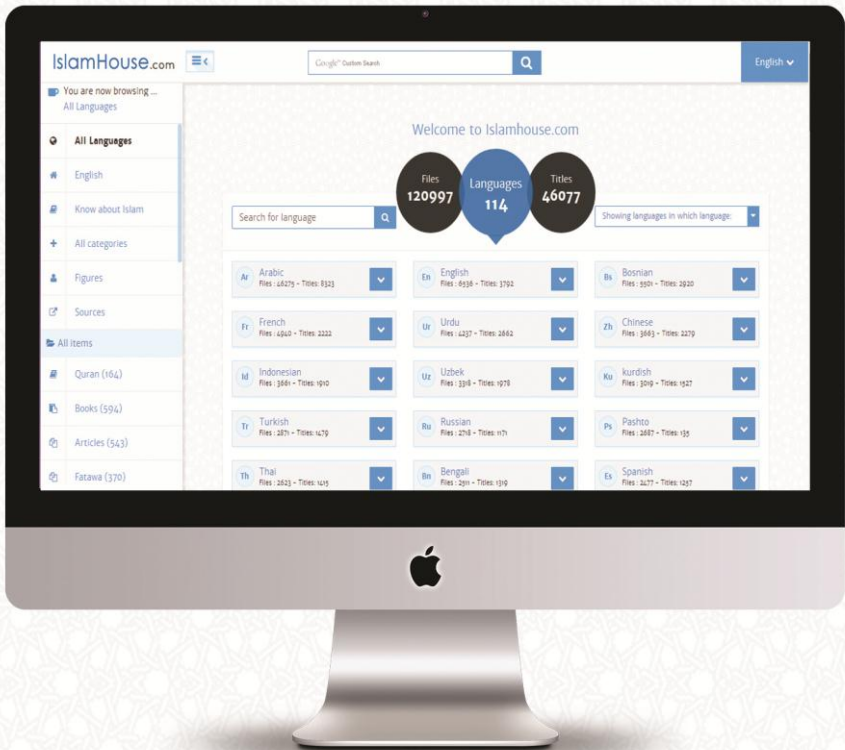 IslamHouse.com
Google™ Custom Search
English
You are now browsing ...
All Languages
All Languages
English
Know about Islam
All categories
Figures
Sources
All items
Quran (164)
Books (594)
Articles (543)
Fatawa (370)
Welcome to Islamhouse.com
Files
120997
Languages
114
Titles
46077
Search for language
Showing languages in which language:
Ar Arabic
Files : 46275 - Titles: 8323
En English
Files : 6536 - Titles: 3792
Bs Bosnian
Files : 5501 - Titles: 2920
Fr French
Files : 4940 - Titles: 2222
Ur Urdu
Files : 4237 - Titles: 2662
Zh Chinese
Files : 3663 - Titles: 2279
Id Indonesian
Files : 3661 - Titles: 1910
Uz Uzbek
Files : 3318 - Titles: 1978
Ku kurdish
Files : 3019 - Titles: 1527
Tr Turkish
Files : 2871 - Titles: 1479
Ru Russian
Files : 2718 - Titles: 1171
Ps Pashto
Files : 2687 - Titles: 135
Th Thai
Files : 2623 - Titles: 1415
Bn Bengali
Files : 2511 - Titles: 1319
Es Spanish
Files : 2477 - Titles: 1257